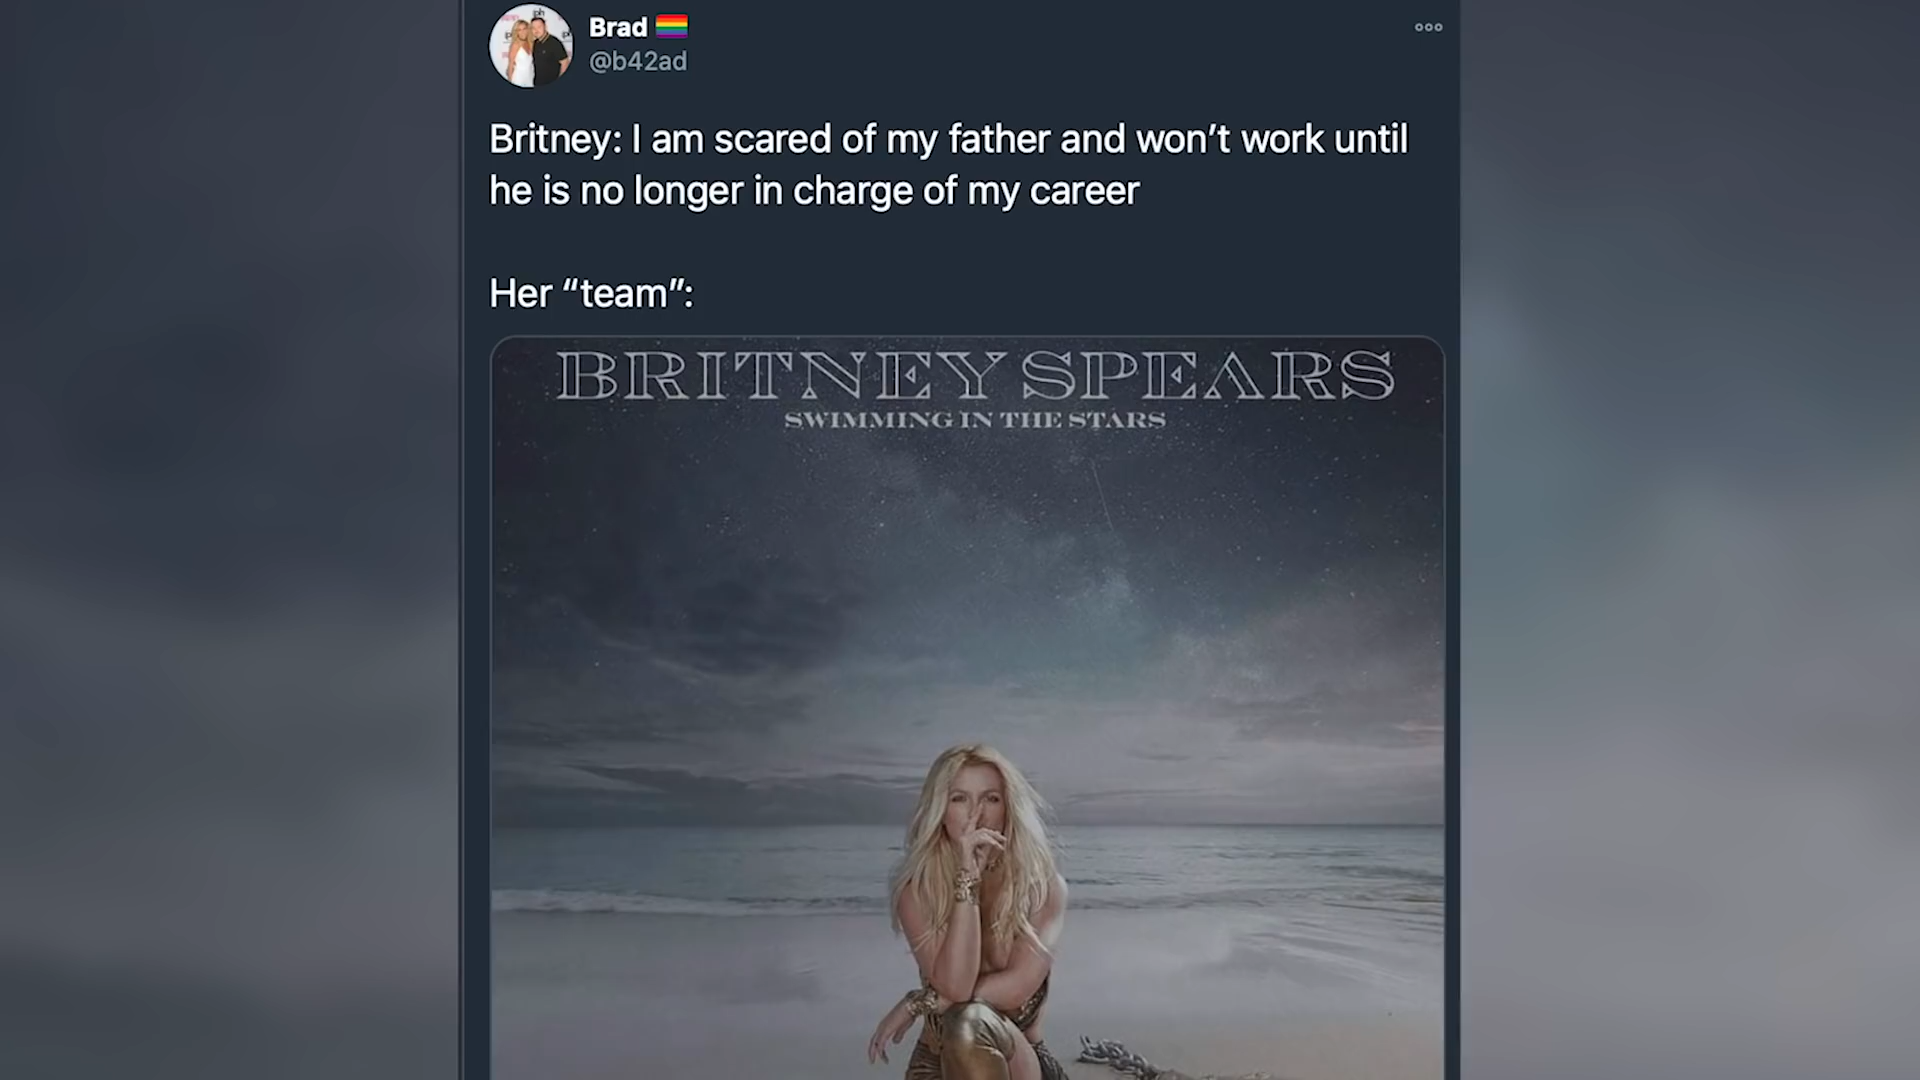 Brad
@b42ad
Britney: I am scared of my father and won’t work until
he is no longer in charge of my career
Her “team”:
BRITNEY SPEARS
SWIMMING IN THE STARS